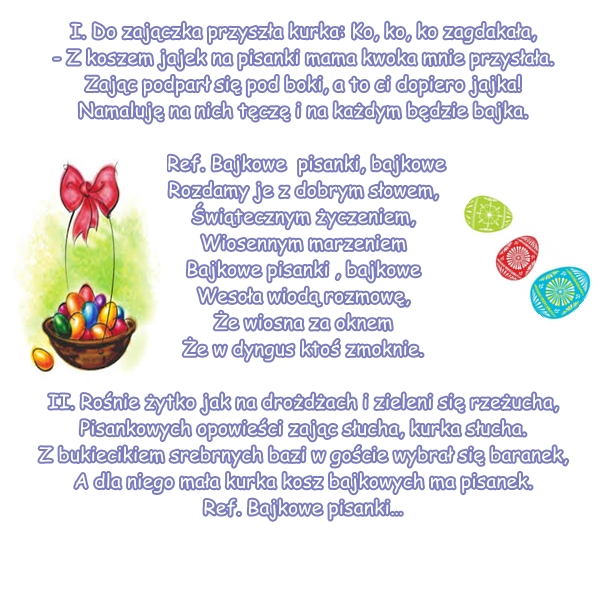 I. Do zajączka przyszła kurka: Ko, ko, ko zagdakała,
- Z koszem jajek na pisanki mama kwoka mnie przysłała.
Zając podparł się pod boki, a to ci dopiero jajka!
Namaluję na nich tęczę i na każdym będzie bajka.
Ref. Bajkowe pisanki, bajkowe
Rozdamy je z dobrym słowem,
Świątecznym życzeniem,
Wiosennym marzeniem
Bajkowe pisanki , bajkowe
Wesoła wiodą rozmowę,
Że wiosna za oknem
Że w dyngus ktoś zmoknie.
II. Rośnie żytko jak na drożdżach i zieleni się rzeżucha,
Pisankowych opowieści zając słucha, kurka słucha.
Z bukiecikiem srebrnych bazi w goście wybrał się baranek,
A dla niego mała kurka kosz bajkowych ma pisanek.
Ref. Bajkowe pisanki...